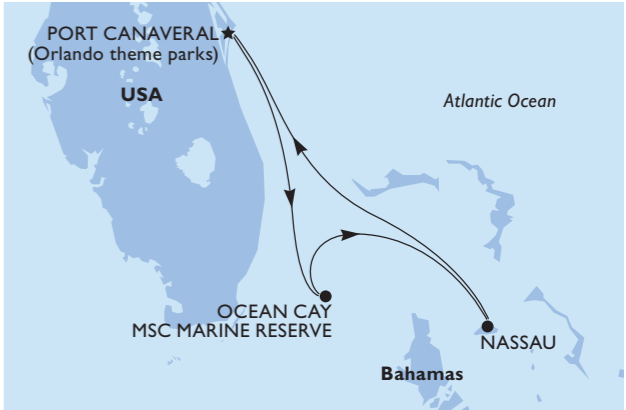 PORT CANAVERAL
(Orlando theme parks)
USA
Atlantic Ocean
OCEAN CAY
MSC MARINE RESERVE
NASSAU
Bahamas